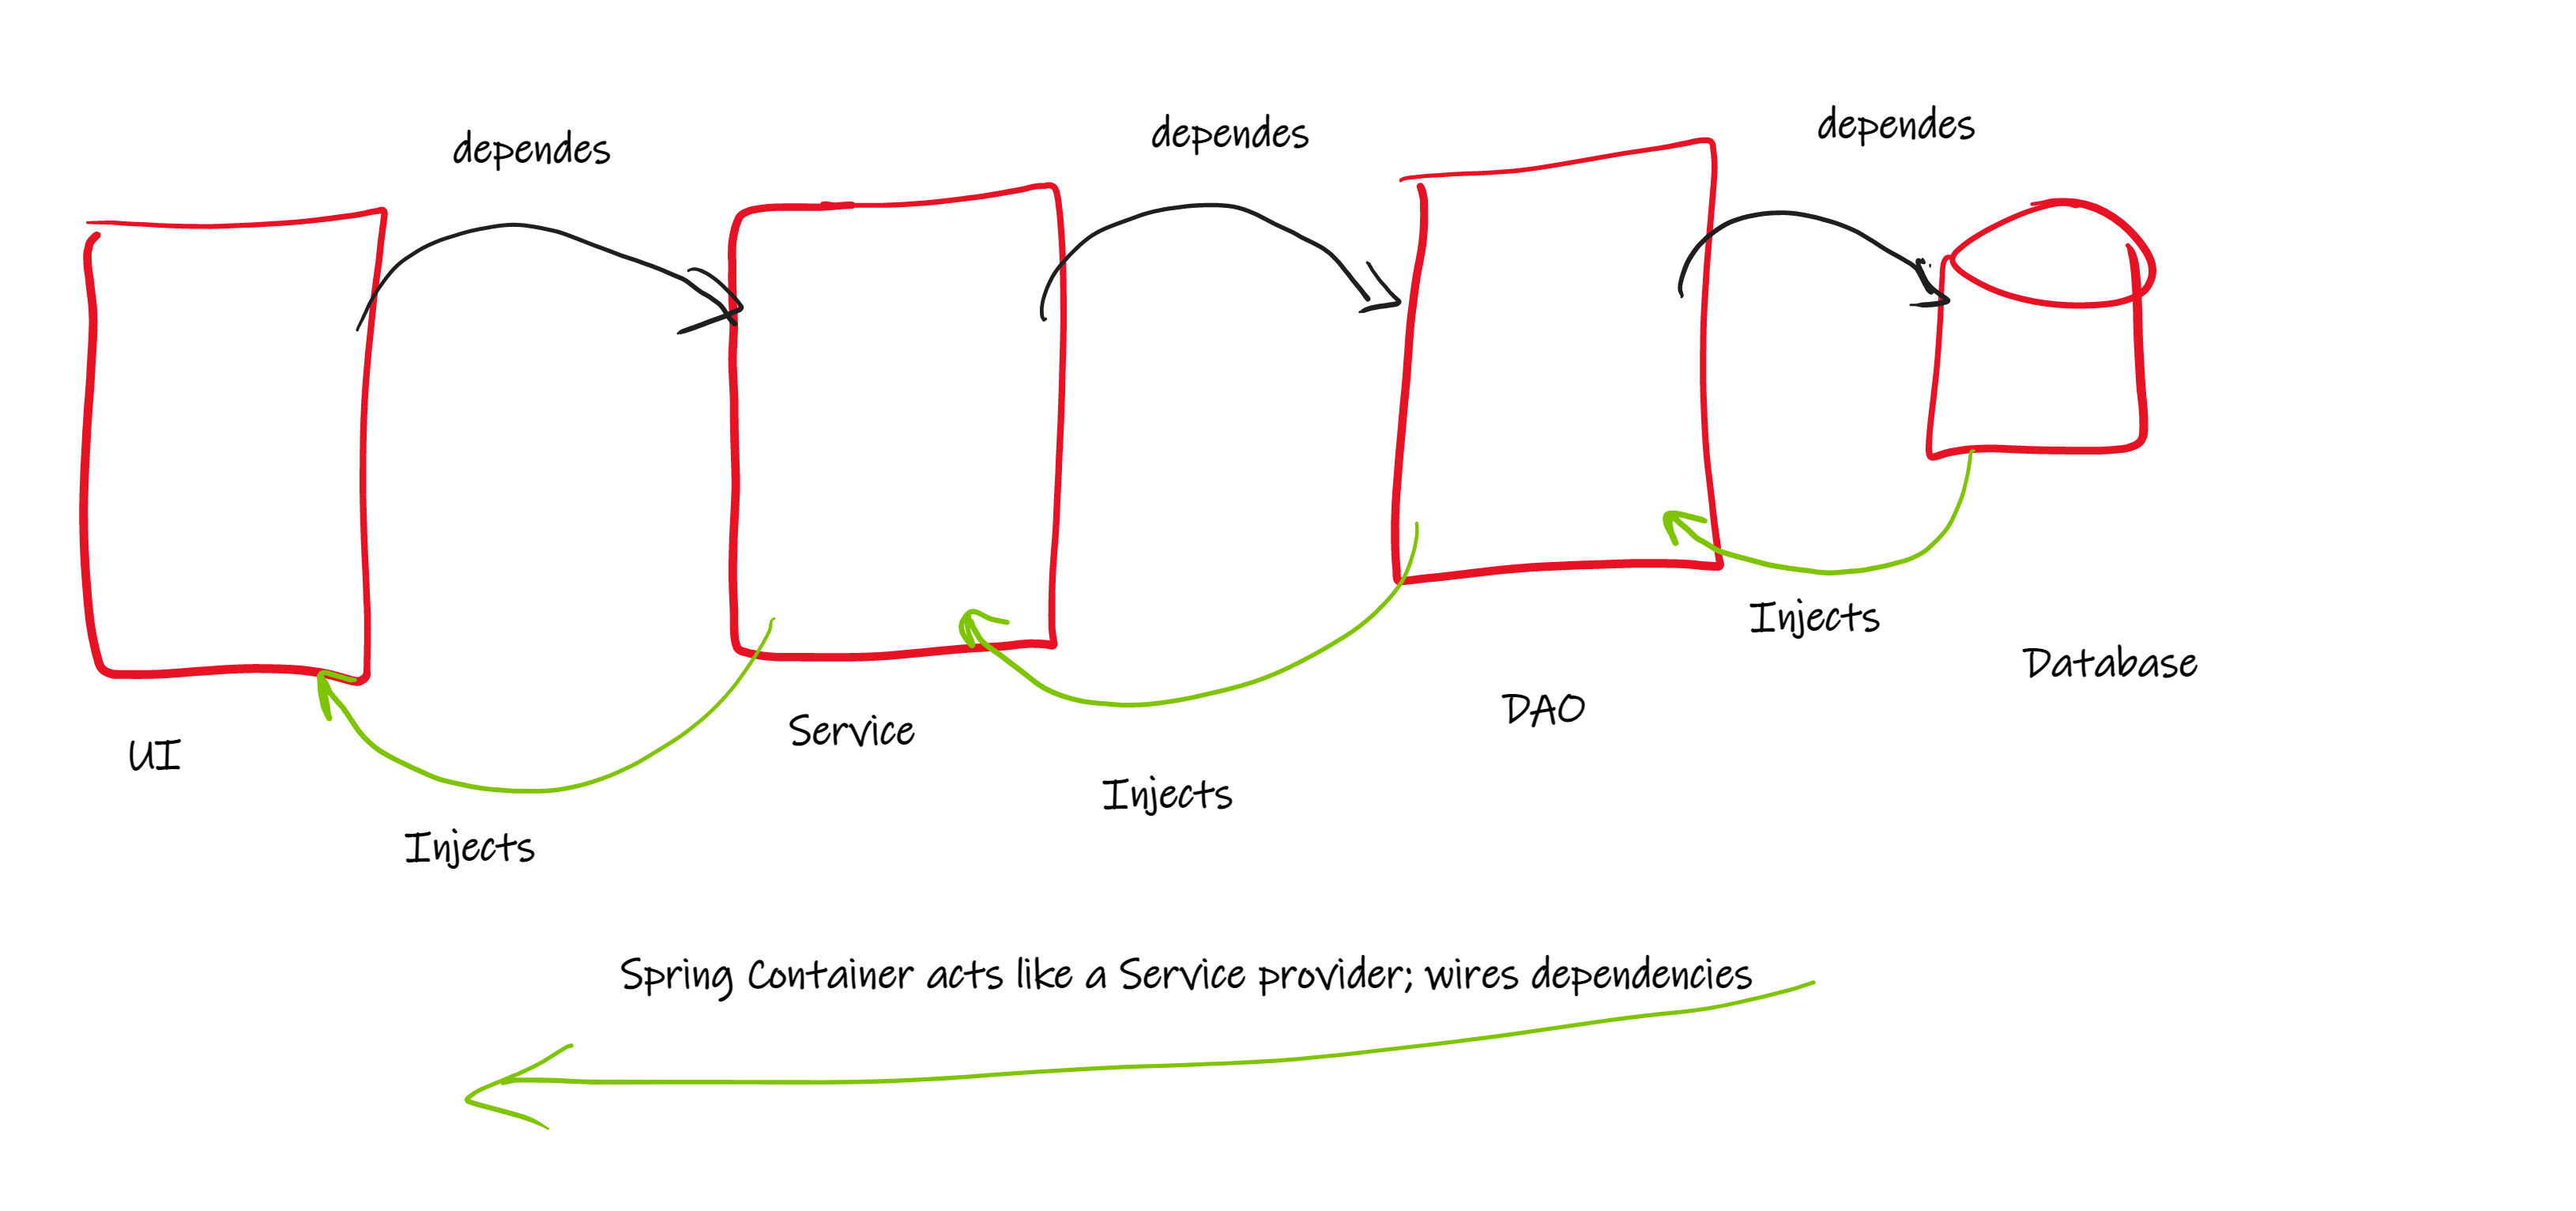 dependes
dependes
dependes
UI
Service
DAO
Database
Injects
Injects
Injects
Spring Container acts like a Service provider; wires dependencies